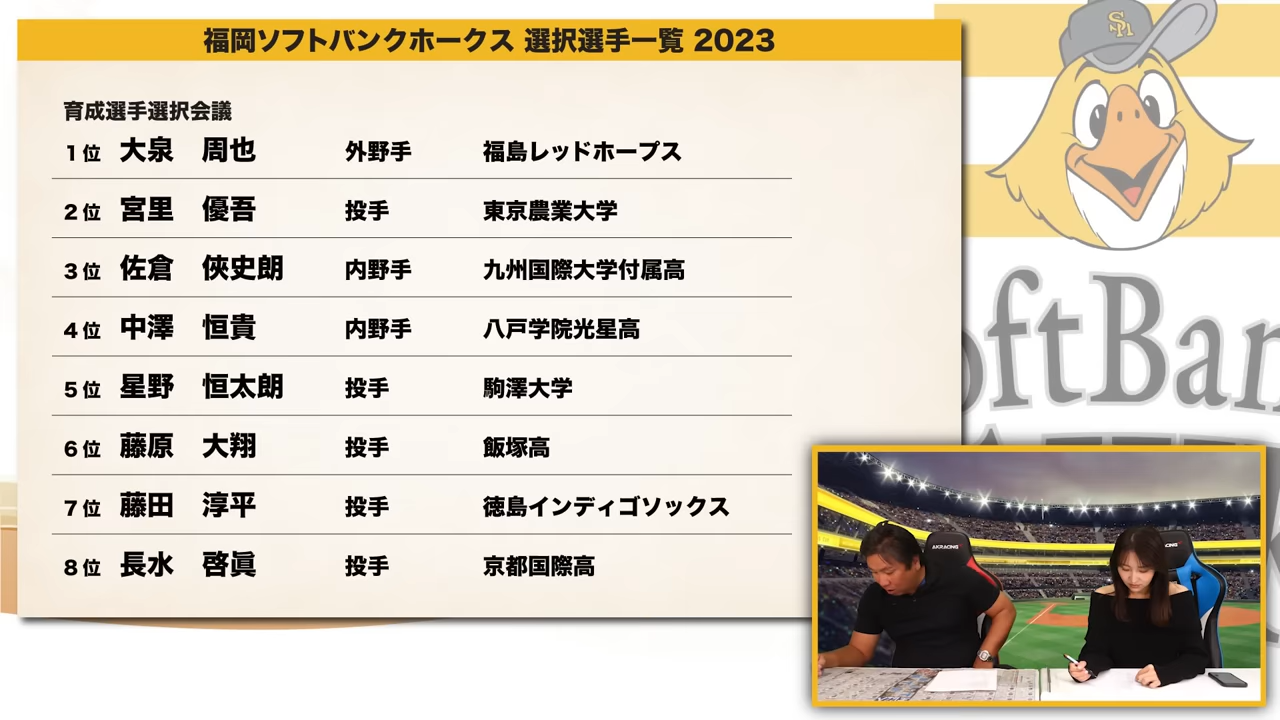 福岡ソフトバンクホークス 選択選手一覧 2023
育成選手選択会議
1位 大泉 周也 外野手 福島レッドホープス
2位 宮里 優吾 投手 東京農業大学
3位 佐倉 俠史朗 内野手 九州国際大学付属高
4位 中澤 恒貴 内野手 八戸学院光星高
5位 星野 恒太朗 投手 駒澤大学
6位 藤原 大翔 投手 飯塚高
7位 藤田 淳平 投手 徳島インディゴソックス
8位 長水 啓眞 投手 京都国際高
SH
oftBan
AKRACING
RACING